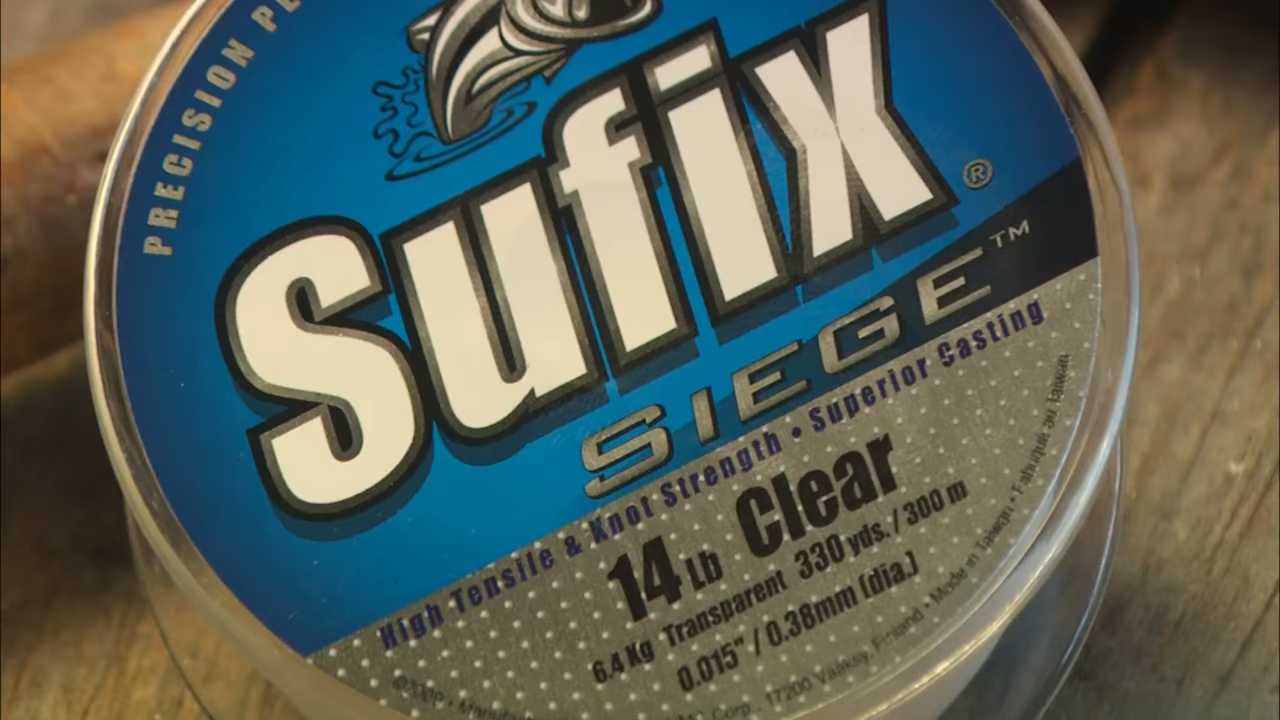 PRECISION
Sufix®
SIEGE™
High Tensile & Knot Strength • Superior Casting
14 Lb Clear
6.4 Kg Transparent 330 yds. / 300 m
0.015" / 0.38mm (dia.)
Corp., 17200 Vääksy, Finland • Made in Taiwan • Fabriqué au Taiwan